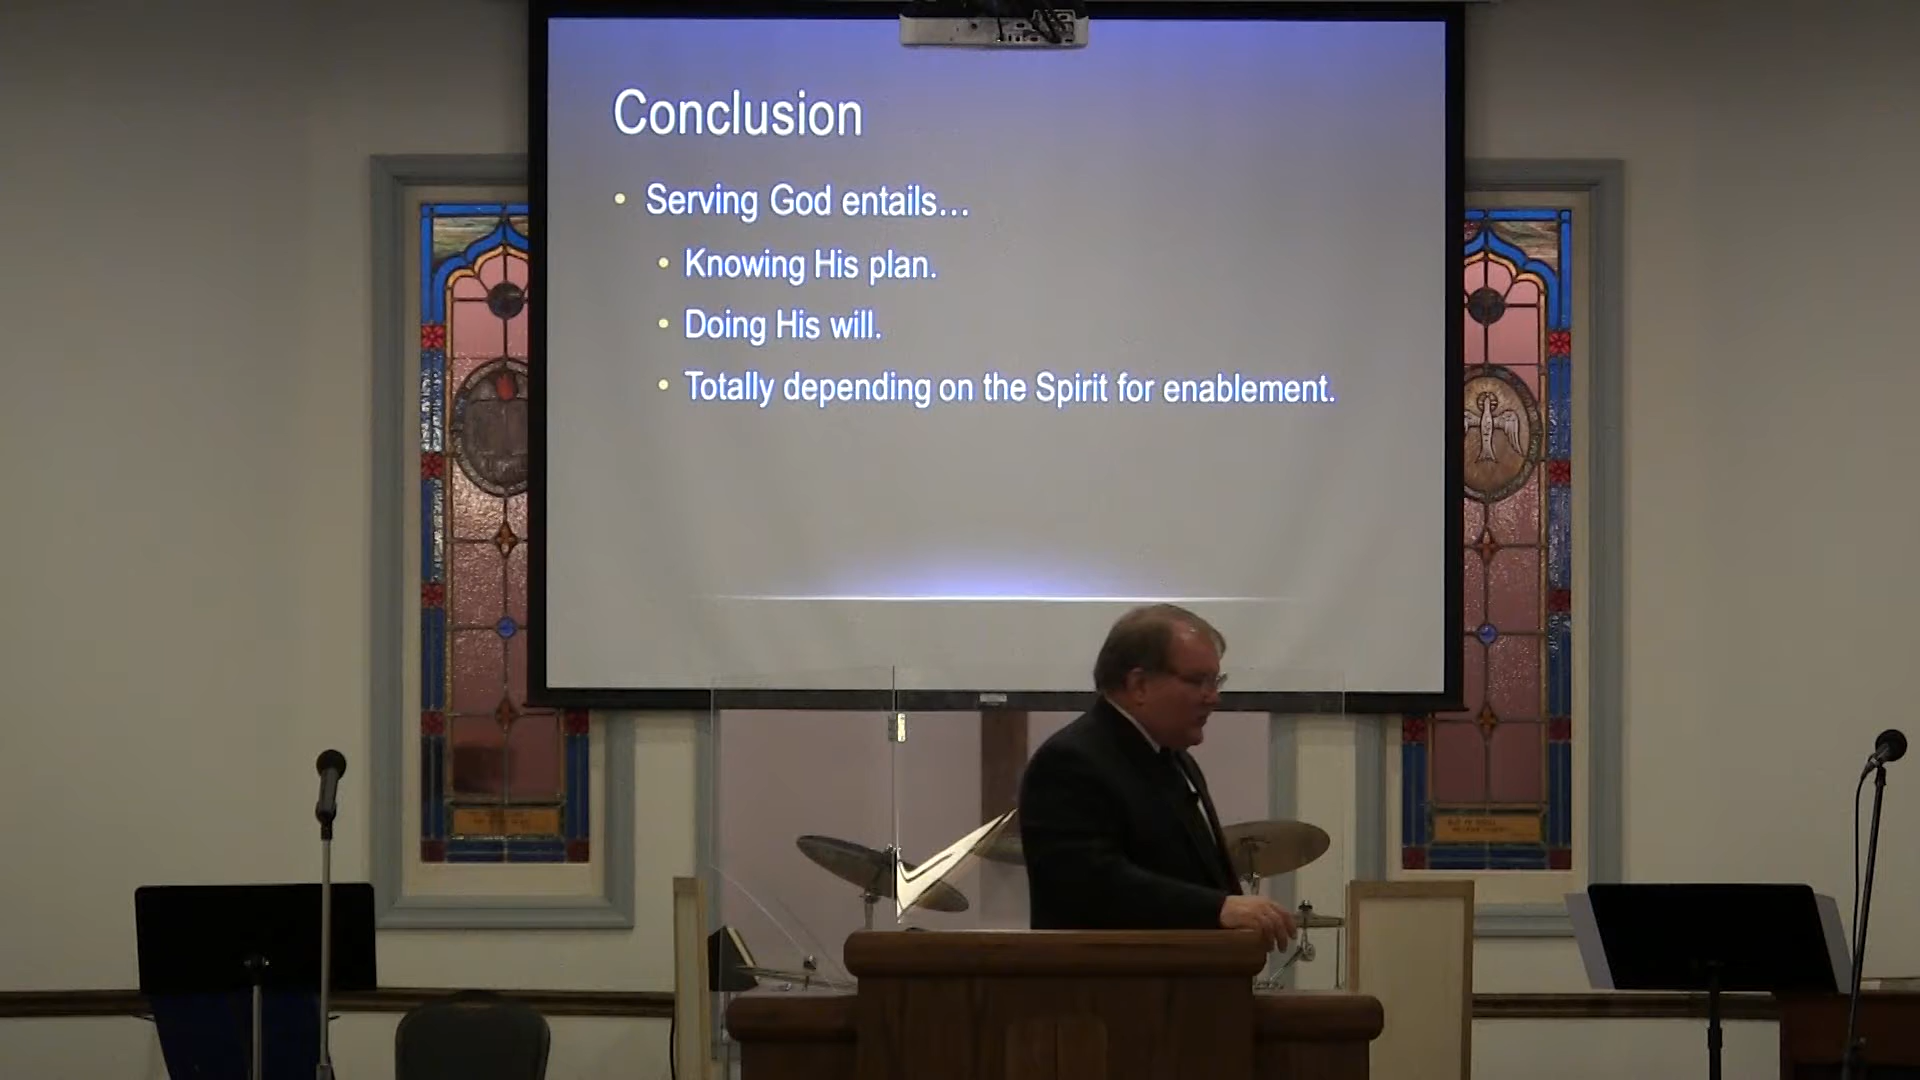 Conclusion
• Serving God entails…
• Knowing His plan.
• Doing His will.
• Totally depending on the Spirit for enablement.